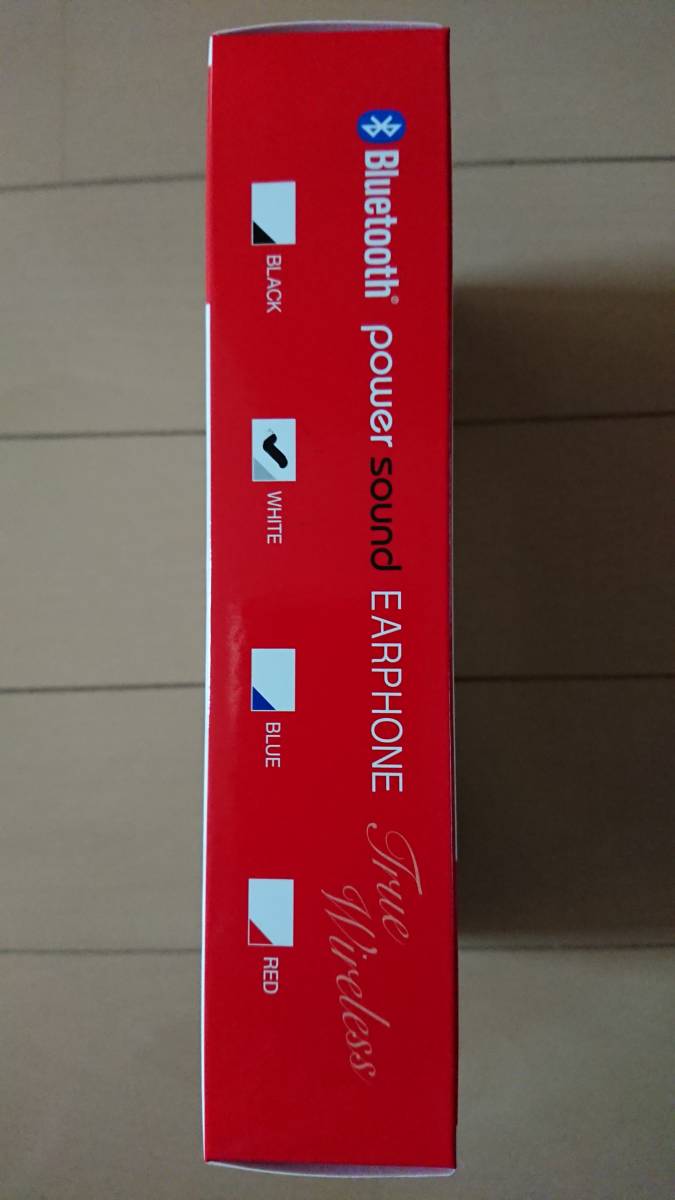 Bluetooth® power sound EARPHONE True Wireless
BLACK
WHITE
BLUE
RED